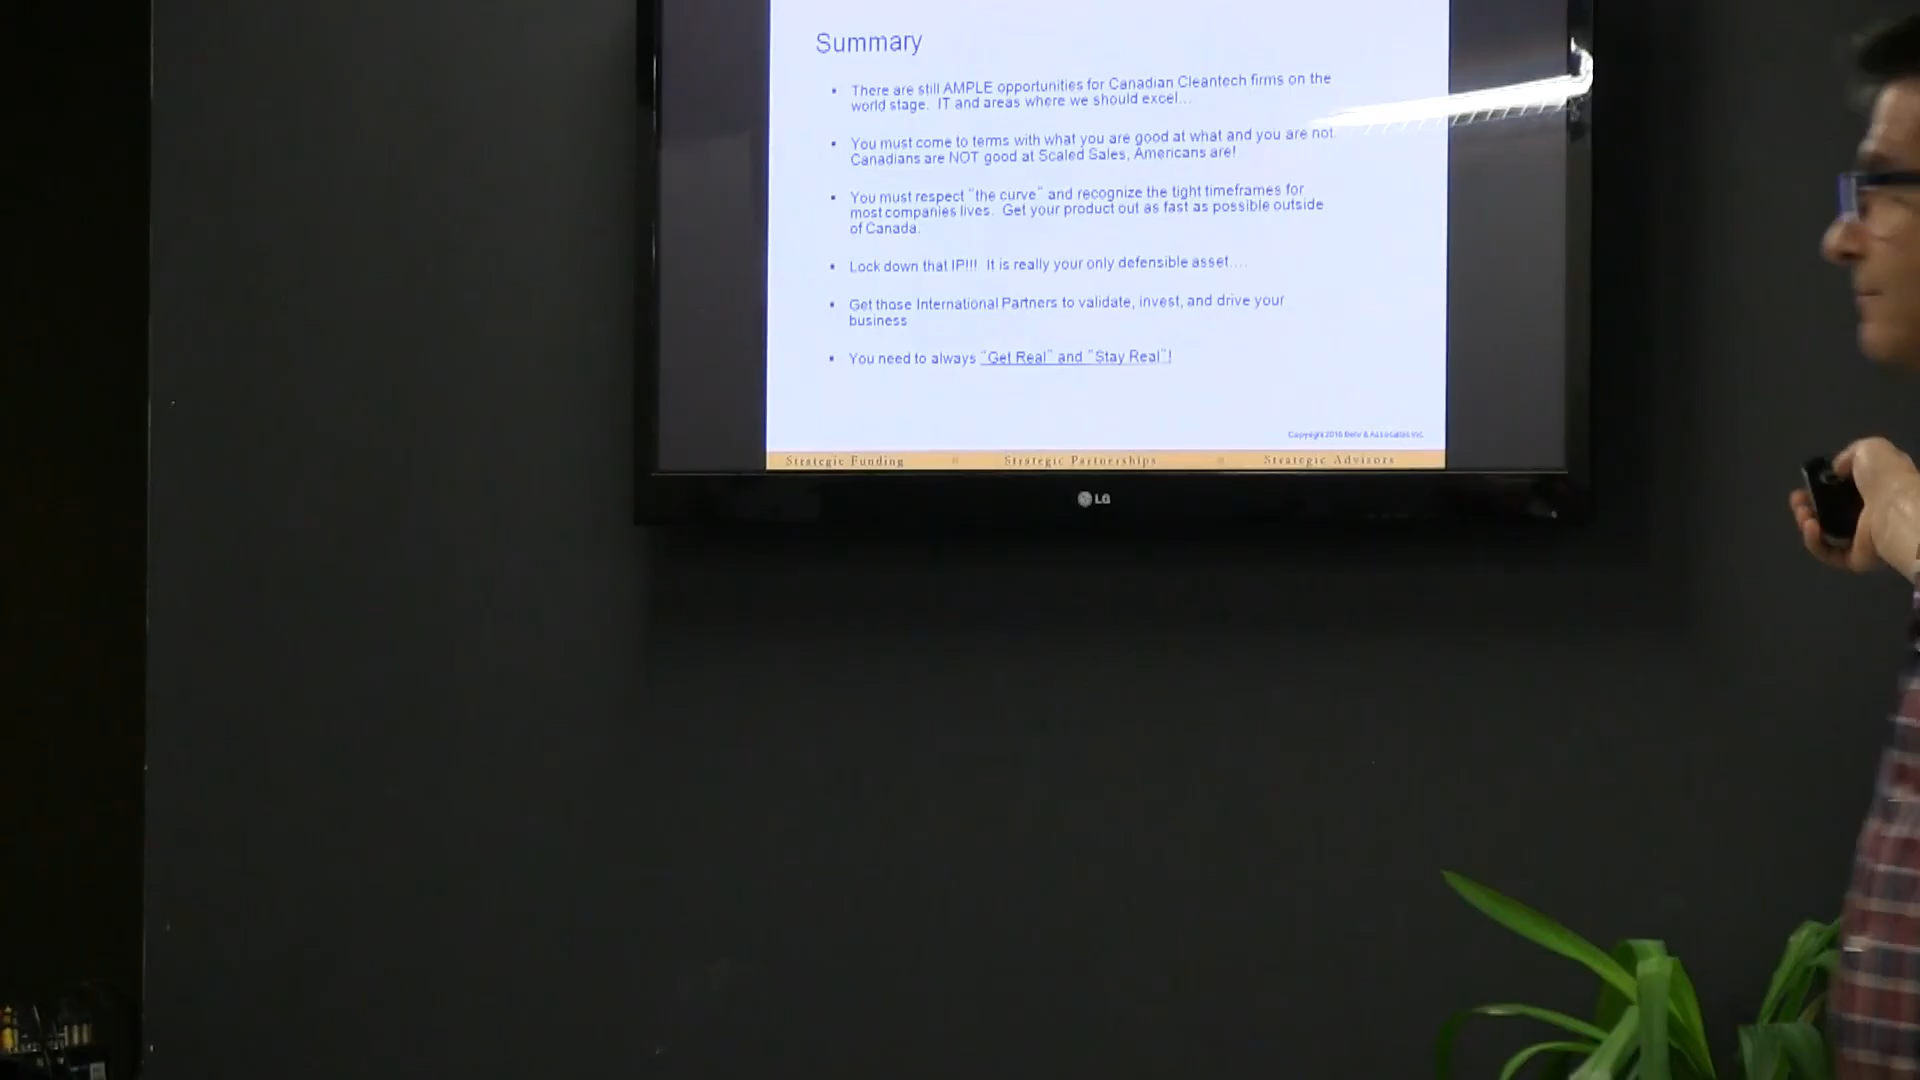 Summary
▪ There are still AMPLE opportunities for Canadian Cleantech firms on the
world stage. IT and areas where we should excel…
▪ You must come to terms with what you are good at what and you are not.
Canadians are NOT good at Scaled Sales, Americans are!
▪ You must respect “the curve” and recognize the tight timeframes for
most companies lives. Get your product out as fast as possible outside
of Canada.
▪ Lock down that IP!!! It is really your only defensible asset….
▪ Get those International Partners to validate, invest, and drive your
business
▪ You need to always “Get Real” and “Stay Real”!
Copyright 2016 & Associates Inc.
Strategic Funding Strategic Partnerships Strategic Advisors
LG